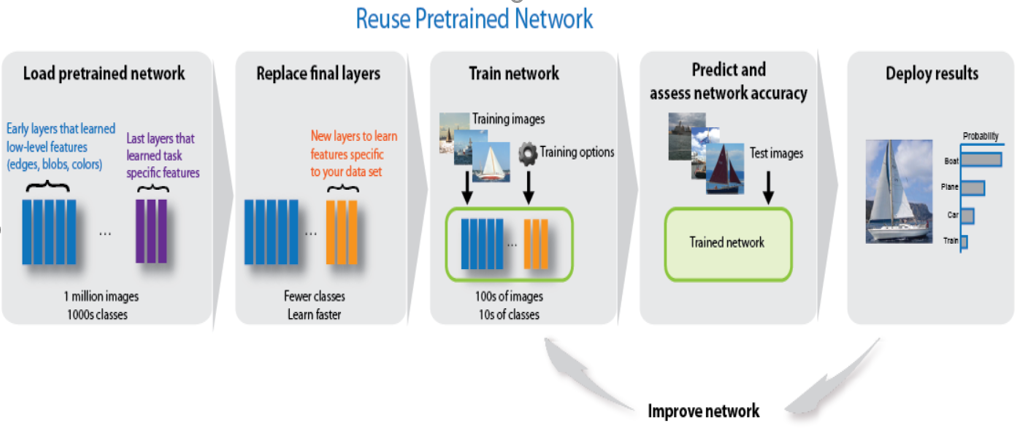 Reuse Pretrained Network
Load pretrained network
Early layers that learned
low-level features
(edges, blobs, colors)
Last layers that
learned task
specific features
...
1 million images
1000s classes
Replace final layers
New layers to learn
features specific
to your data set
...
Fewer classes
Learn faster
Train network
Training images
Training options
...
100s of images
10s of classes
Predict and
assess network accuracy
Test images
Trained network
Deploy results
Probability
Boat
Plane
Car
Train
Improve network